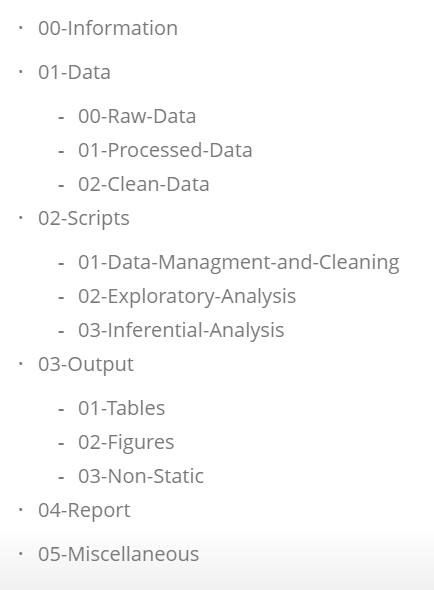 · 00-Information
· 01-Data
- 00-Raw-Data
- 01-Processed-Data
- 02-Clean-Data
· 02-Scripts
- 01-Data-Managment-and-Cleaning
- 02-Exploratory-Analysis
- 03-Inferential-Analysis
· 03-Output
- 01-Tables
- 02-Figures
- 03-Non-Static
· 04-Report
· 05-Miscellaneous